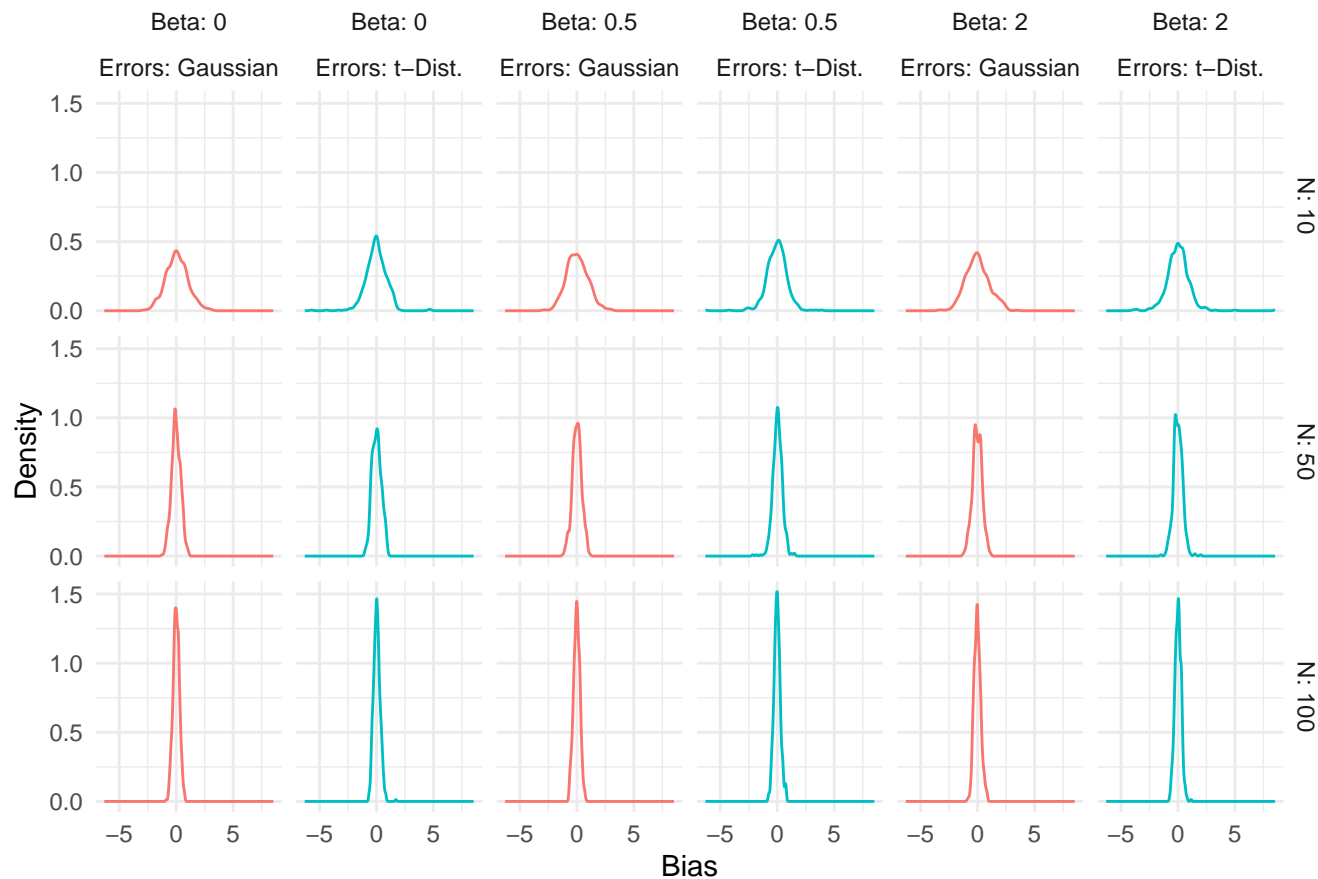 Beta: 0 Beta: 0 Beta: 0.5 Beta: 0.5 Beta: 2 Beta: 2
Errors: Gaussian Errors: t−Dist. Errors: Gaussian Errors: t−Dist. Errors: Gaussian Errors: t−Dist.
1.5
1.0
0.5
0.0
N: 10
1.5
1.0
0.5
0.0
N: 50
1.5
1.0
0.5
0.0
N: 100
Density
−5 0 5 −5 0 5 −5 0 5 −5 0 5 −5 0 5 −5 0 5
Bias